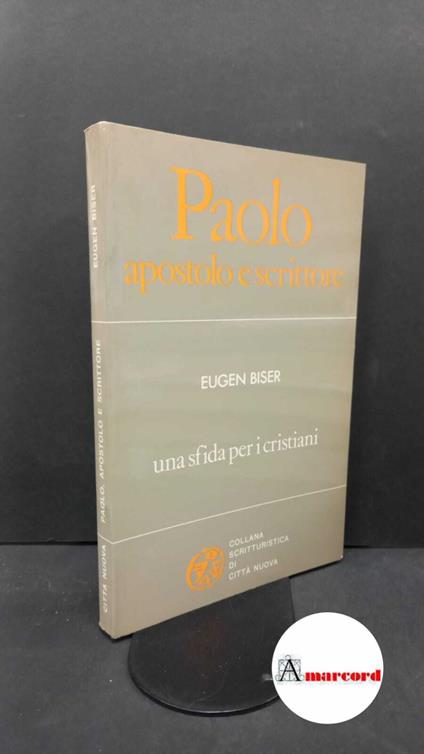 Paolo
apostolo e scrittore
EUGEN BISER
una sfida per i cristiani
COLLANA
SCRITTURISTICA
DI
CITTÀ NUOVA
EUGEN BISER
PAOLO, APOSTOLO E SCRITTORE
CITTÀ NUOVA
Amarcord